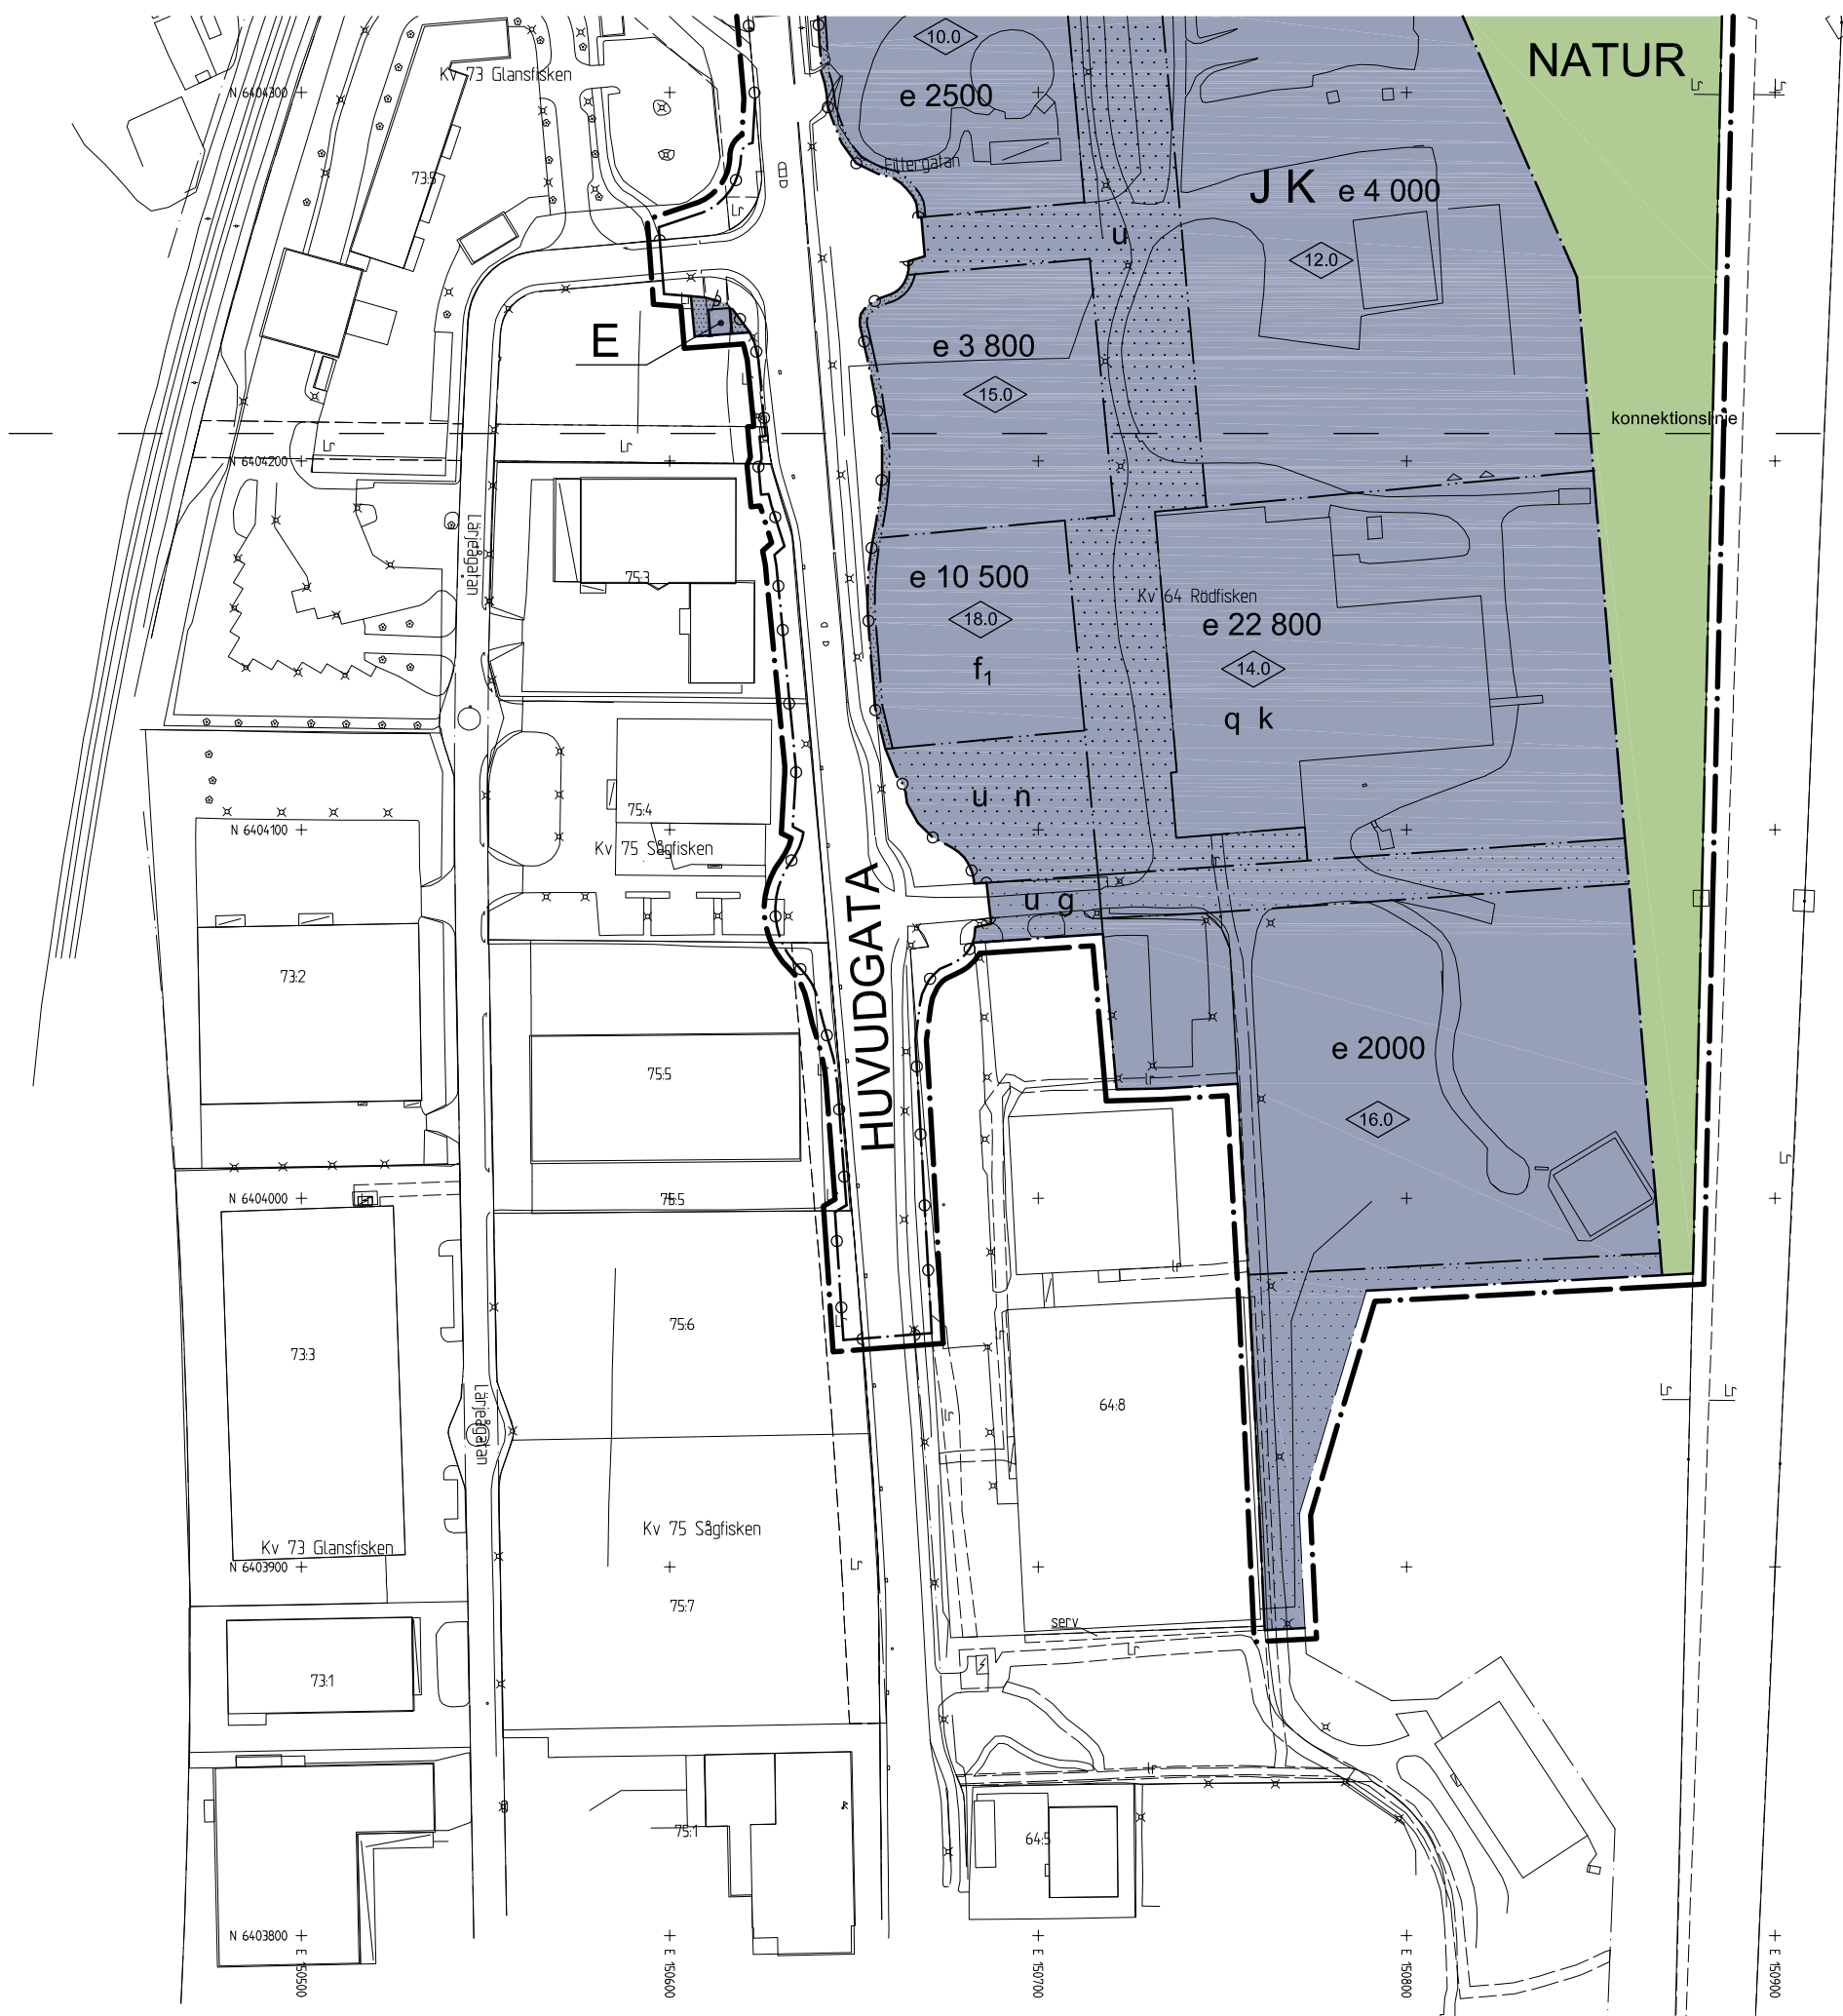 10.0
NATUR
Kv 73 Glansfisken
N 6404300
e 2500
Filtergatan
73:5
J K e 4 000
u
12.0
E
e 3 800
15.0
konnektionslinje
N 6404200
Lärjeågatan
75:3
e 10 500
18.0
f1
Kv 64 Rödfisken
e 22 800
14.0
q k
75:4
u n
N 6404100
Kv 75 Sågfisken
HUVUDGATA
u g
73:2
e 2000
75:5
16.0
N 6404000
75:5
75:6
73:3
64:8
Lärjeågatan
Kv 75 Sågfisken
Kv 73 Glansfisken
N 6403900
75:7
serv
73:1
75:1
64:5
N 6403800
E 150500
E 150600
E 150700
E 150800
E 150900